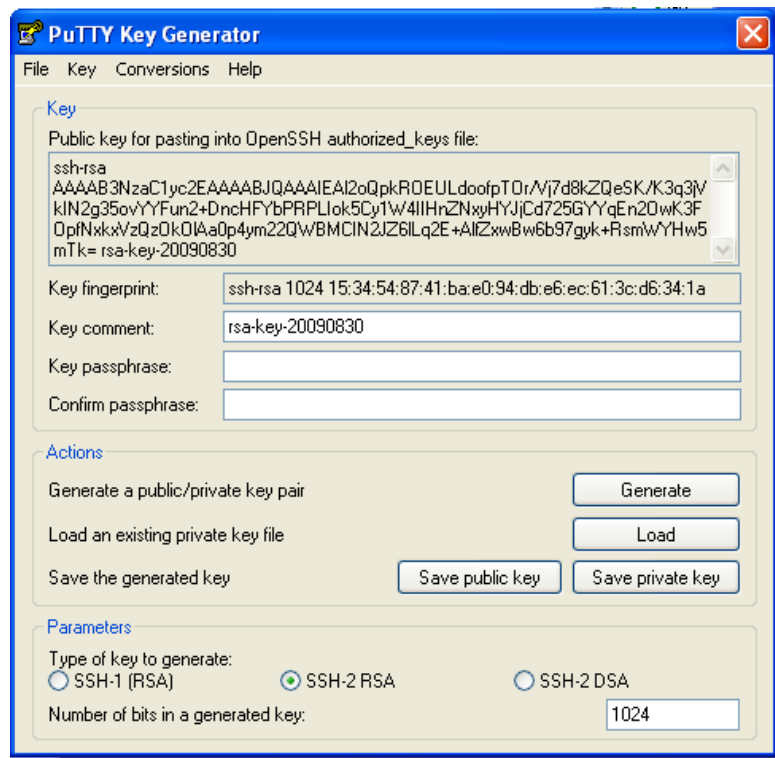 PuTTY Key Generator
File Key Conversions Help
Key
Public key for pasting into OpenSSH authorized_keys file:
ssh-rsa
AAAAB3NzaC1yc2EAAAABJQAAAIEAl2oQpkROEULdoofpTOr/Vj7d8kZQeSK/K3q3jV
kIN2g35ovYYFun2+DncHFYbPRPLIok5Cy1W4IIHnZNxyHYJjCd725GYYqEn2OwK3F
OpfNxkxVzQzOkOIAa0p4ym22QWBMCIN2JZ6ILq2E+AIfZxwBw6b97gyk+RsmWYHw5
mTk= rsa-key-20090830
Key fingerprint: ssh-rsa 1024 15:34:54:87:41:ba:e0:94:db:e6:ec:61:3c:d6:34:1a
Key comment: rsa-key-20090830
Key passphrase:
Confirm passphrase:
Actions
Generate a public/private key pair Generate
Load an existing private key file Load
Save the generated key Save public key Save private key
Parameters
Type of key to generate:
SSH-1 (RSA) SSH-2 RSA SSH-2 DSA
Number of bits in a generated key: 1024